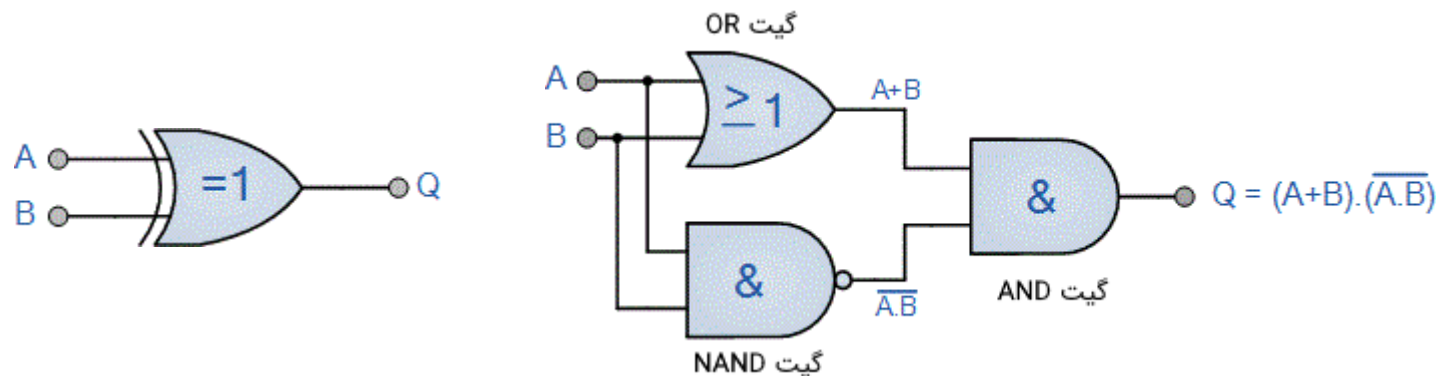 A
B
=1
Q
گیت OR
A
B
≥ 1
A+B
&
A.B
گیت NAND
&
گیت AND
Q = (A+B).(A.B)